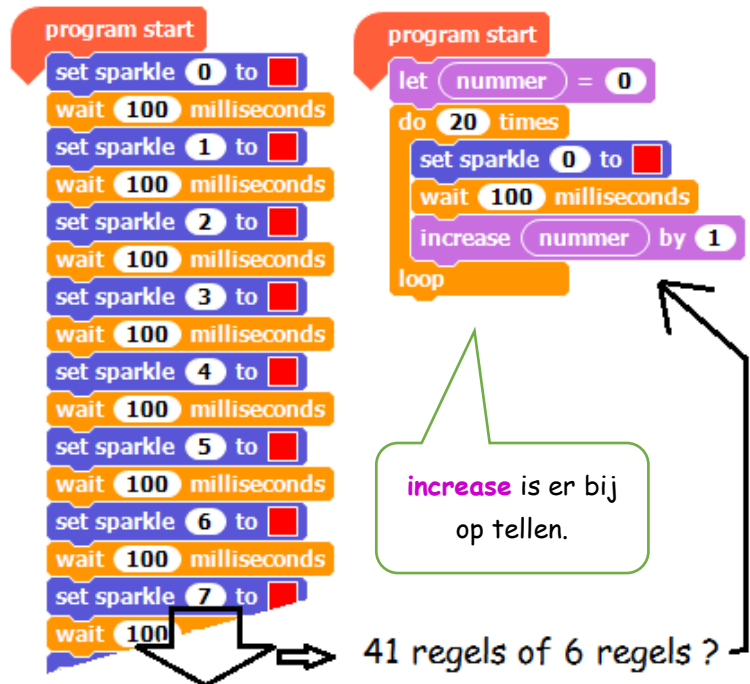 program start
set sparkle 0 to
wait 100 milliseconds
set sparkle 1 to
wait 100 milliseconds
set sparkle 2 to
wait 100 milliseconds
set sparkle 3 to
wait 100 milliseconds
set sparkle 4 to
wait 100 milliseconds
set sparkle 5 to
wait 100 milliseconds
set sparkle 6 to
wait 100 milliseconds
set sparkle 7 to
wait 100
program start
let nummer = 0
do 20 times
set sparkle 0 to
wait 100 milliseconds
increase nummer by 1
loop
increase is er bij
op tellen.
41 regels of 6 regels ?